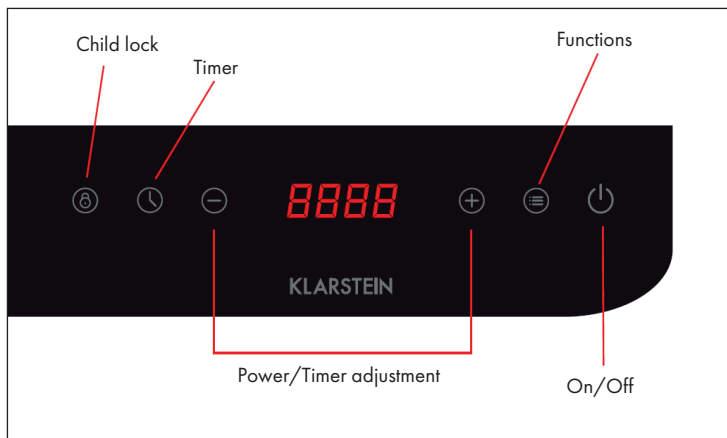 Functions
Child lock
Timer
8888
KLARSTEIN
Power/Timer adjustment
On/Off